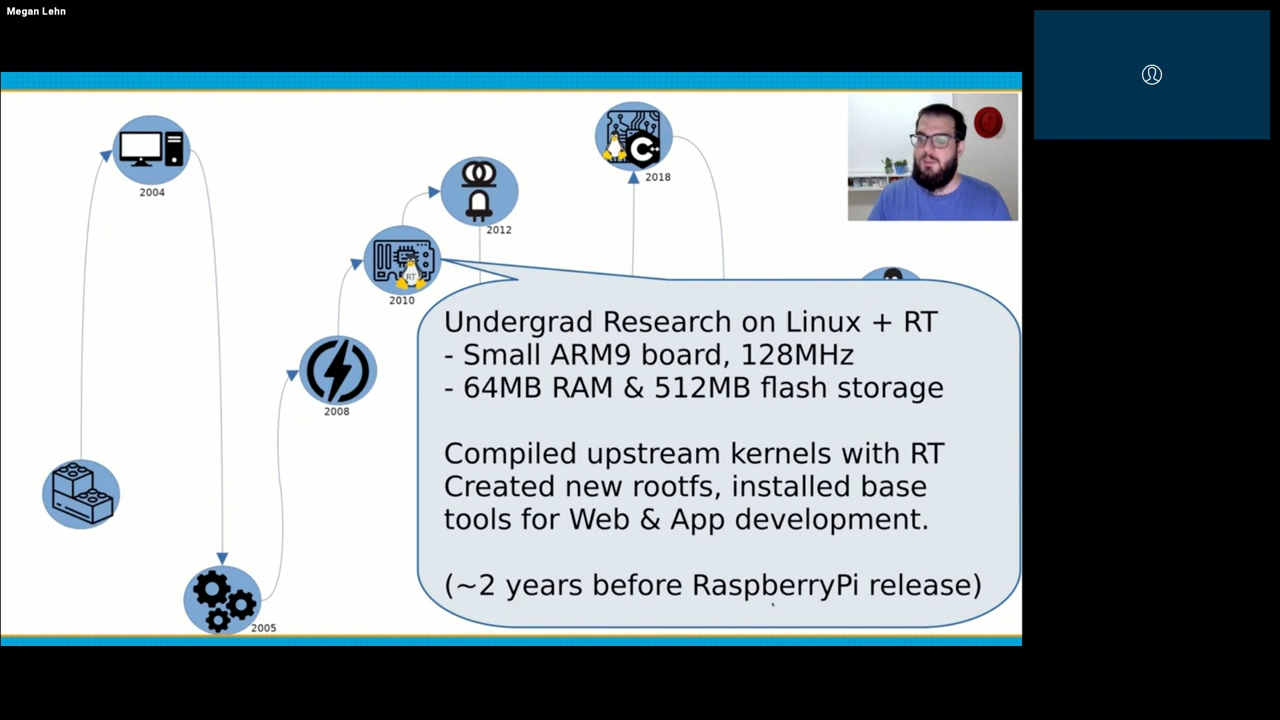 Megan Lehn
2004
2018
2012
2010
RT
2008
2005
Undergrad Research on Linux + RT
- Small ARM9 board, 128MHz
- 64MB RAM & 512MB flash storage
Compiled upstream kernels with RT
Created new rootfs, installed base
tools for Web & App development.
(~2 years before RaspberryPi release)